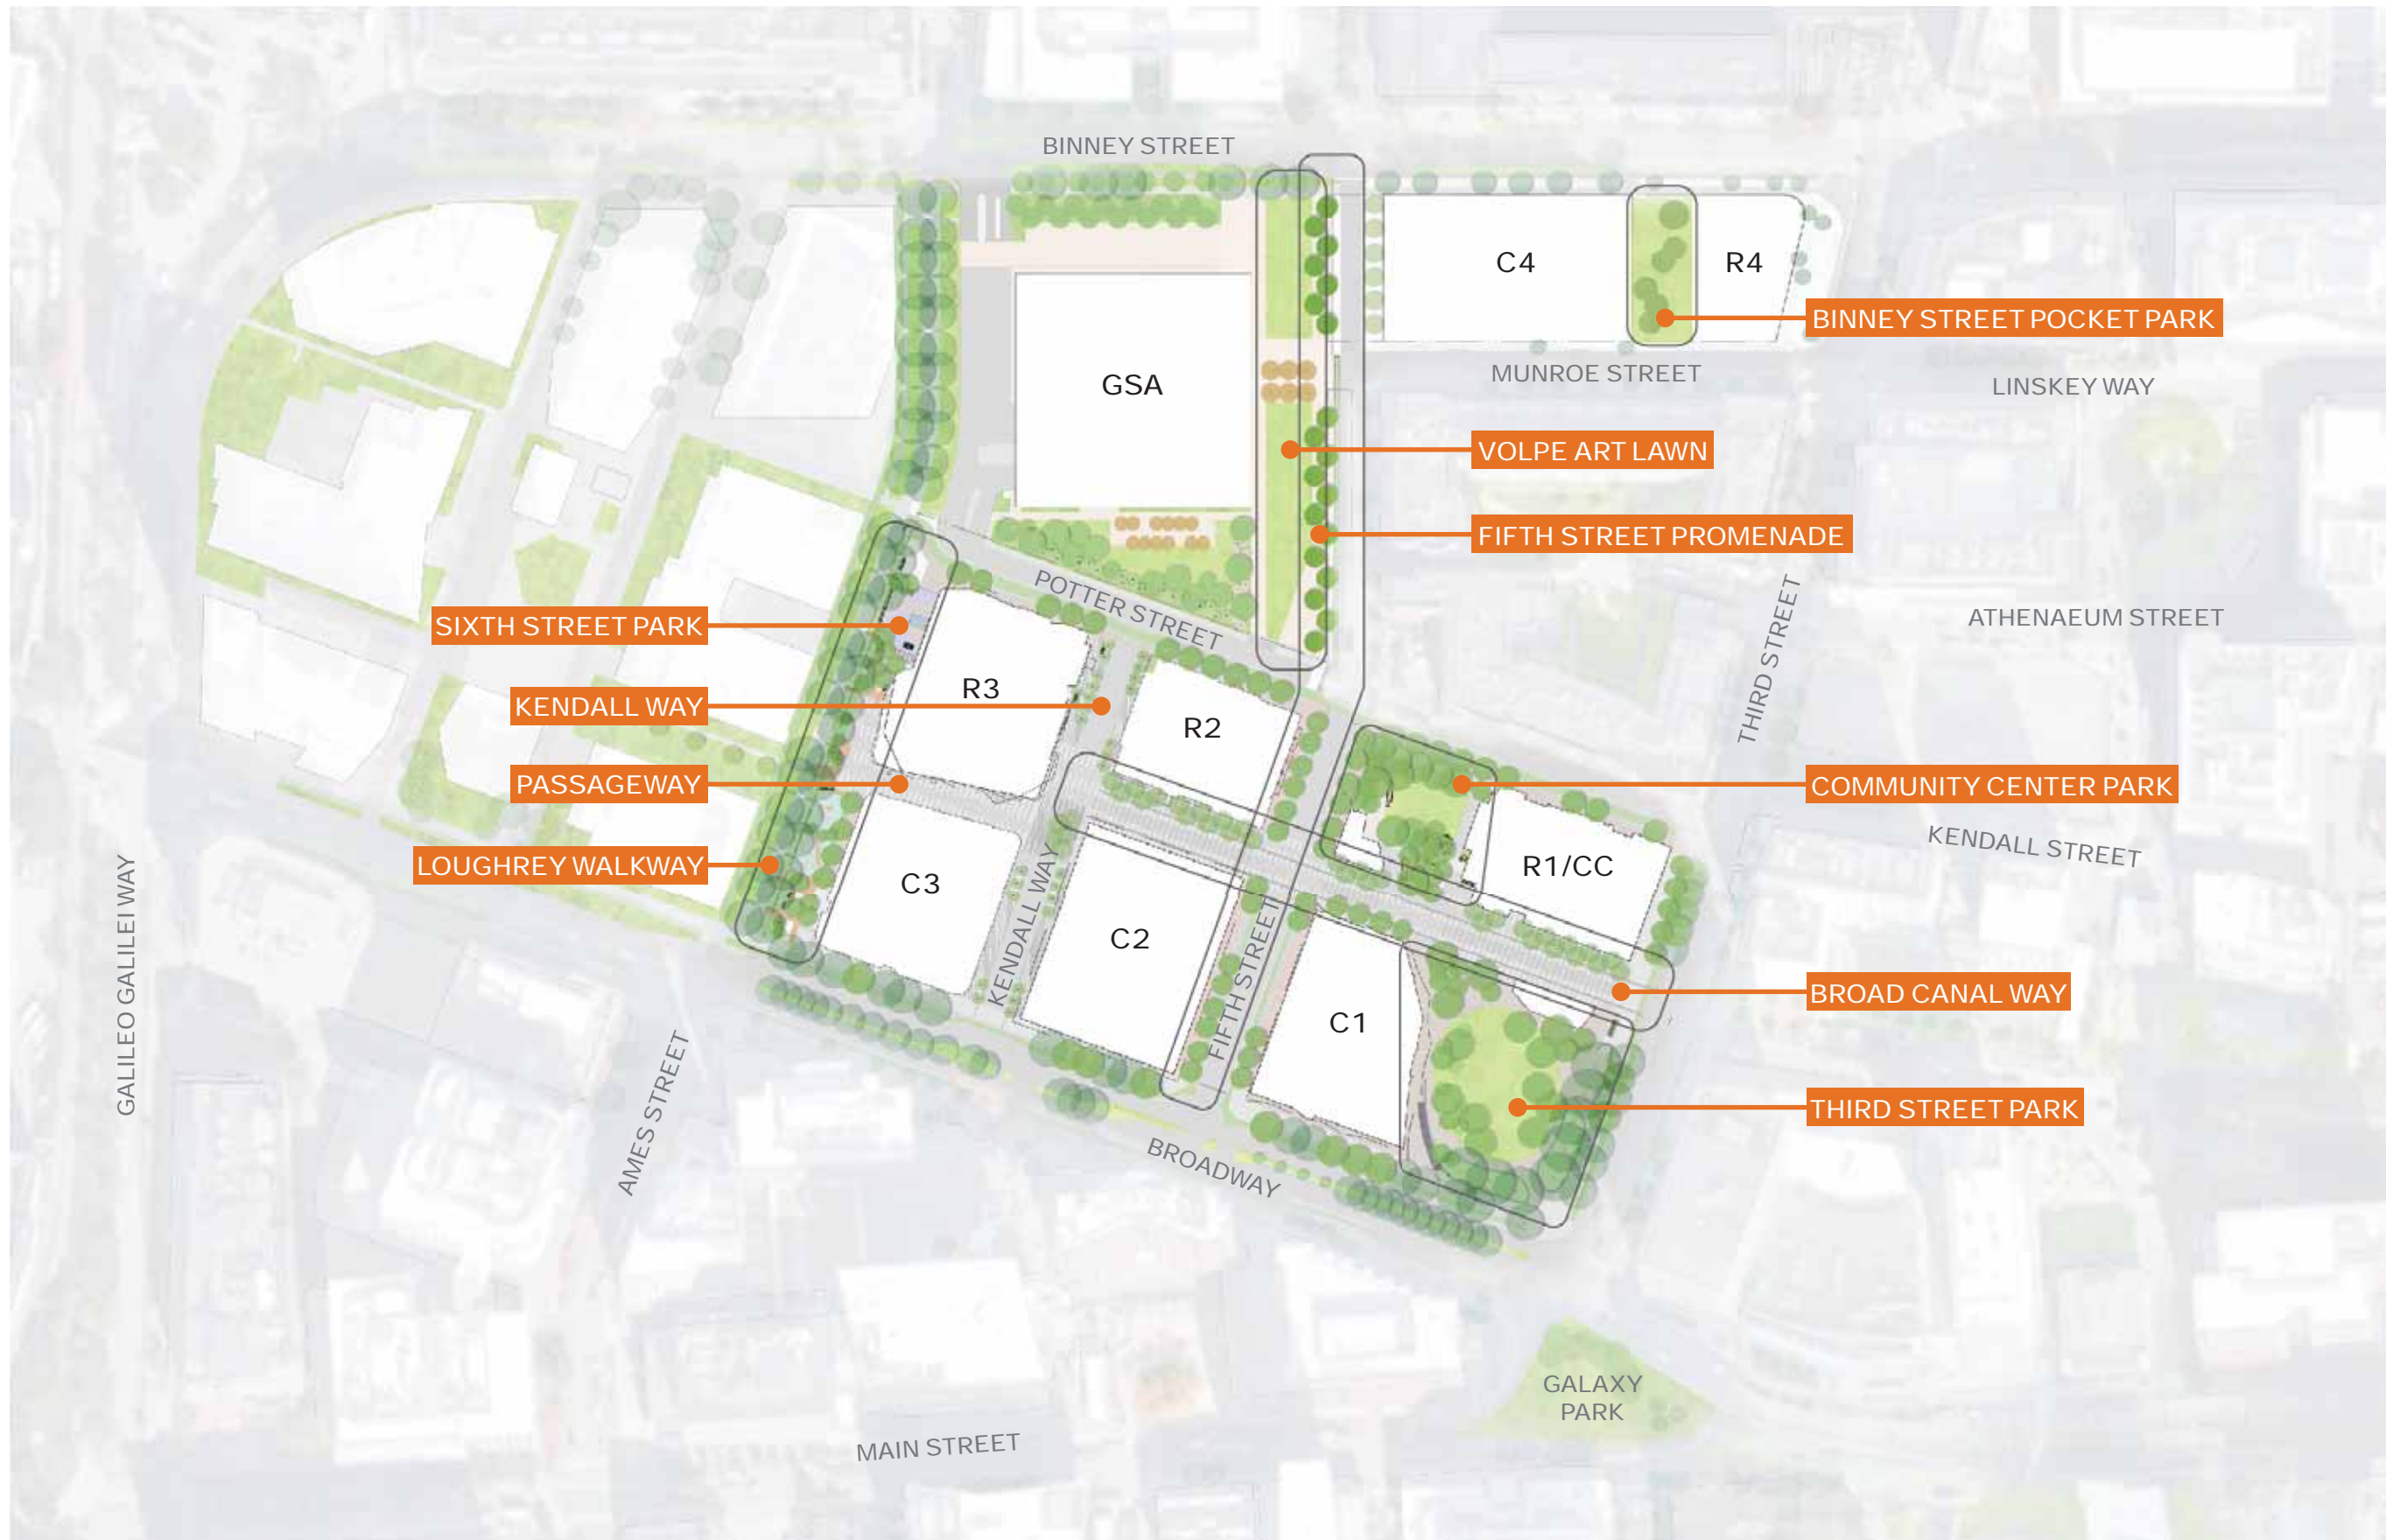 BINNEY STREET
C4
R4
BINNEY STREET POCKET PARK
MUNROE STREET
LINSKEY WAY
GSA
VOLPE ART LAWN
FIFTH STREET PROMENADE
POTTER STREET
THIRD STREET
ATHENAEUM STREET
SIXTH STREET PARK
R3
KENDALL WAY
R2
PASSAGEWAY
COMMUNITY CENTER PARK
KENDALL STREET
LOUGHREY WALKWAY
R1/CC
C3
KENDALL WAY
C2
FIFTH STREET
GALILEO GALILEI WAY
BROAD CANAL WAY
C1
AMES STREET
THIRD STREET PARK
BROADWAY
GALAXY
PARK
MAIN STREET